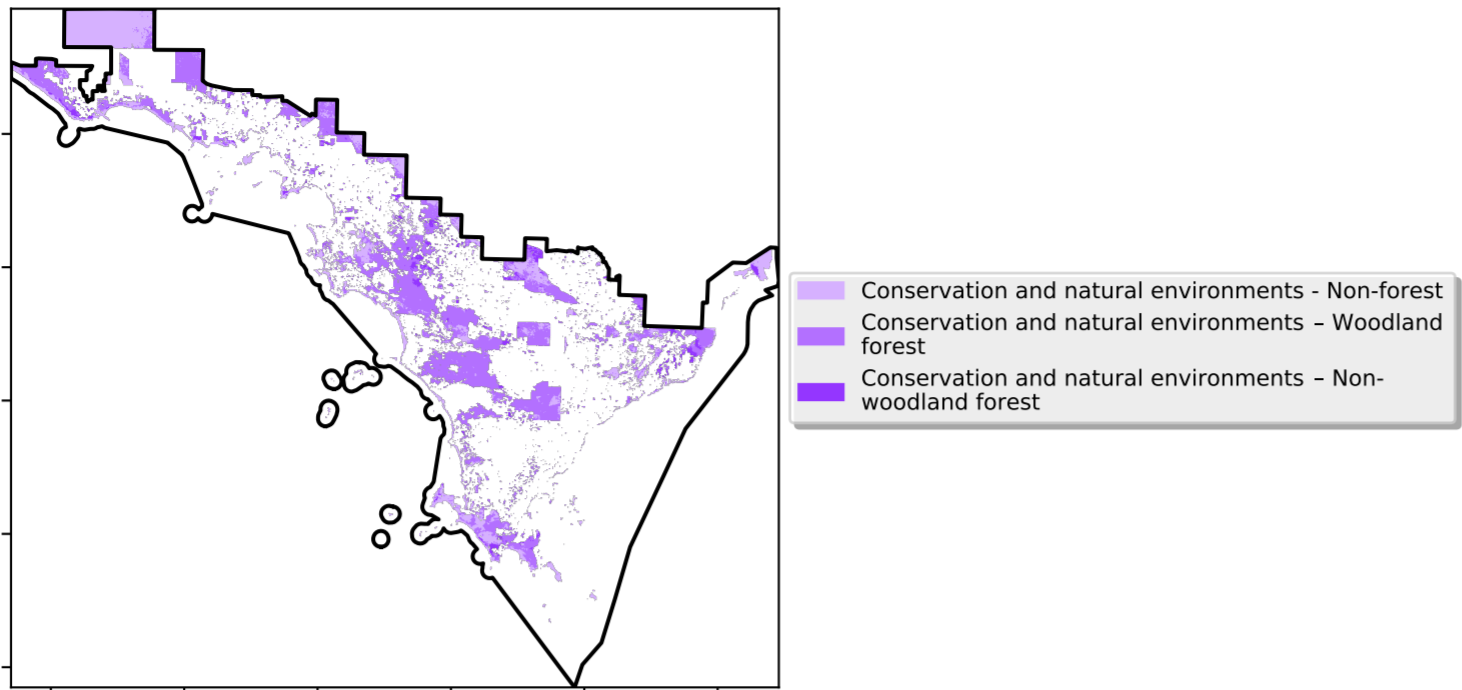 Conservation and natural environments - Non-forest
Conservation and natural environments – Woodland
forest
Conservation and natural environments – Non-
woodland forest